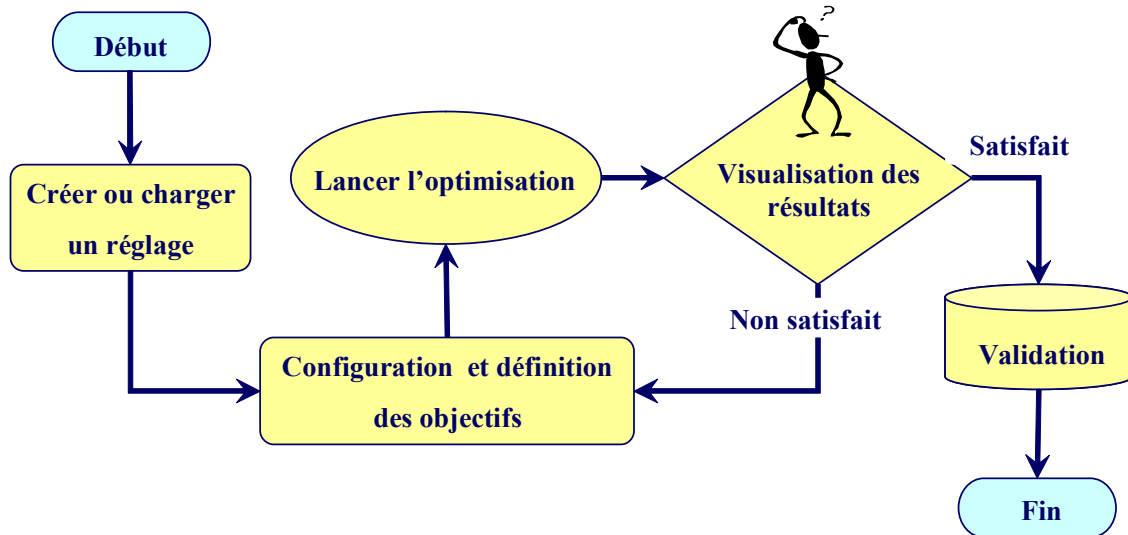 Début
Créer ou charger
un réglage
Configuration et définition
des objectifs
Lancer l'optimisation
?
Visualisation des
résultats
Satisfait
Non satisfait
Validation
Fin